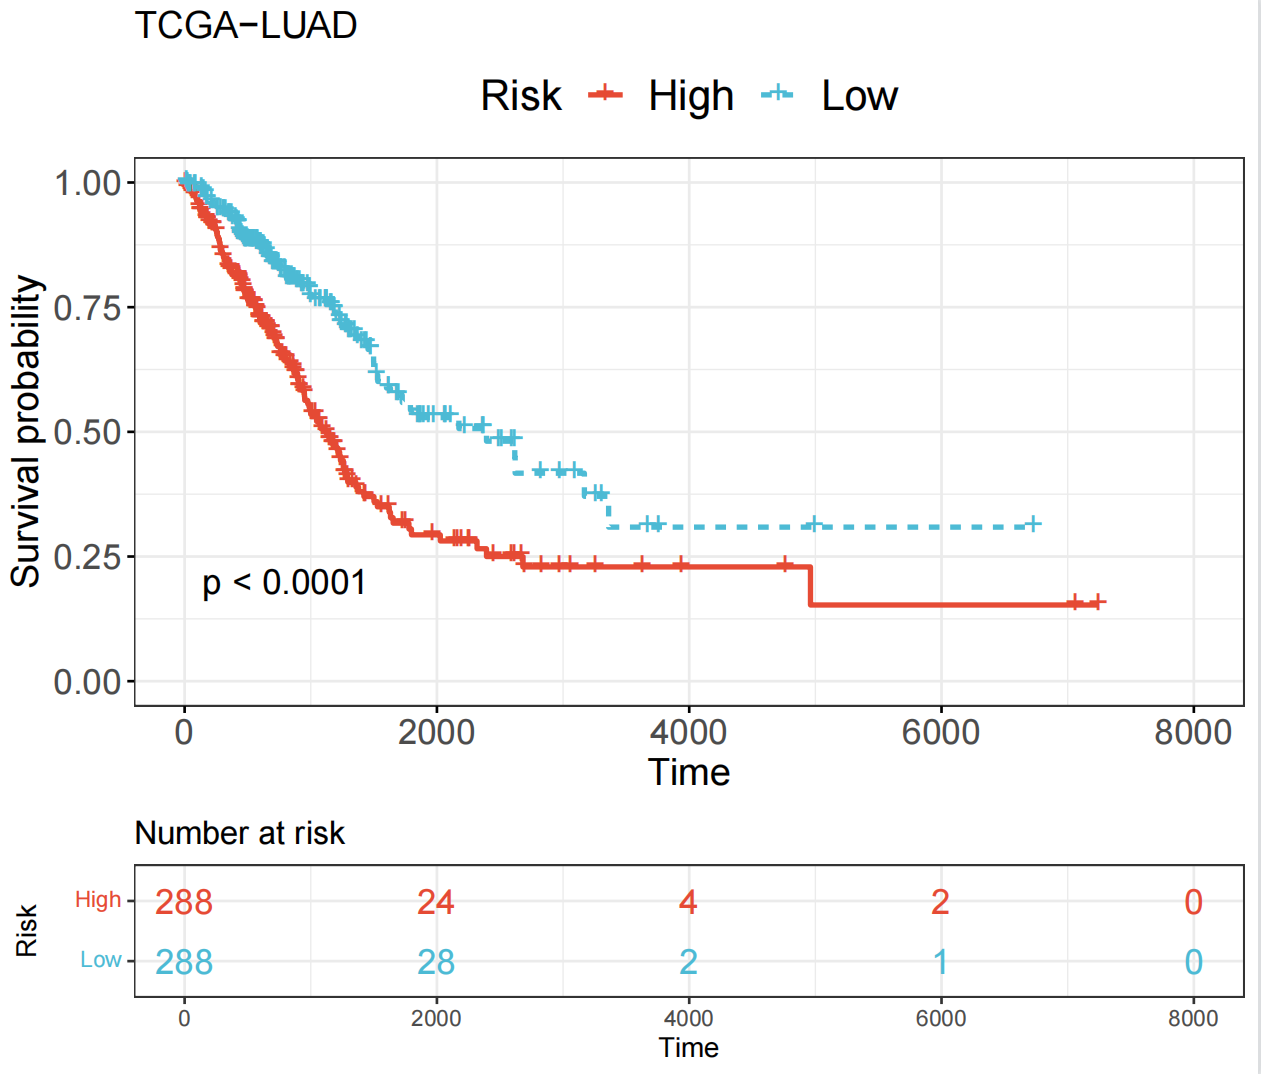 TCGA−LUAD
Risk High Low
Survival probability
1.00
0.75
0.50
0.25
0.00
p < 0.0001
0 2000 4000 6000 8000
Time
Number at risk
Risk
High 288 24 4 2 0
Low 288 28 2 1 0
0 2000 4000 6000 8000
Time